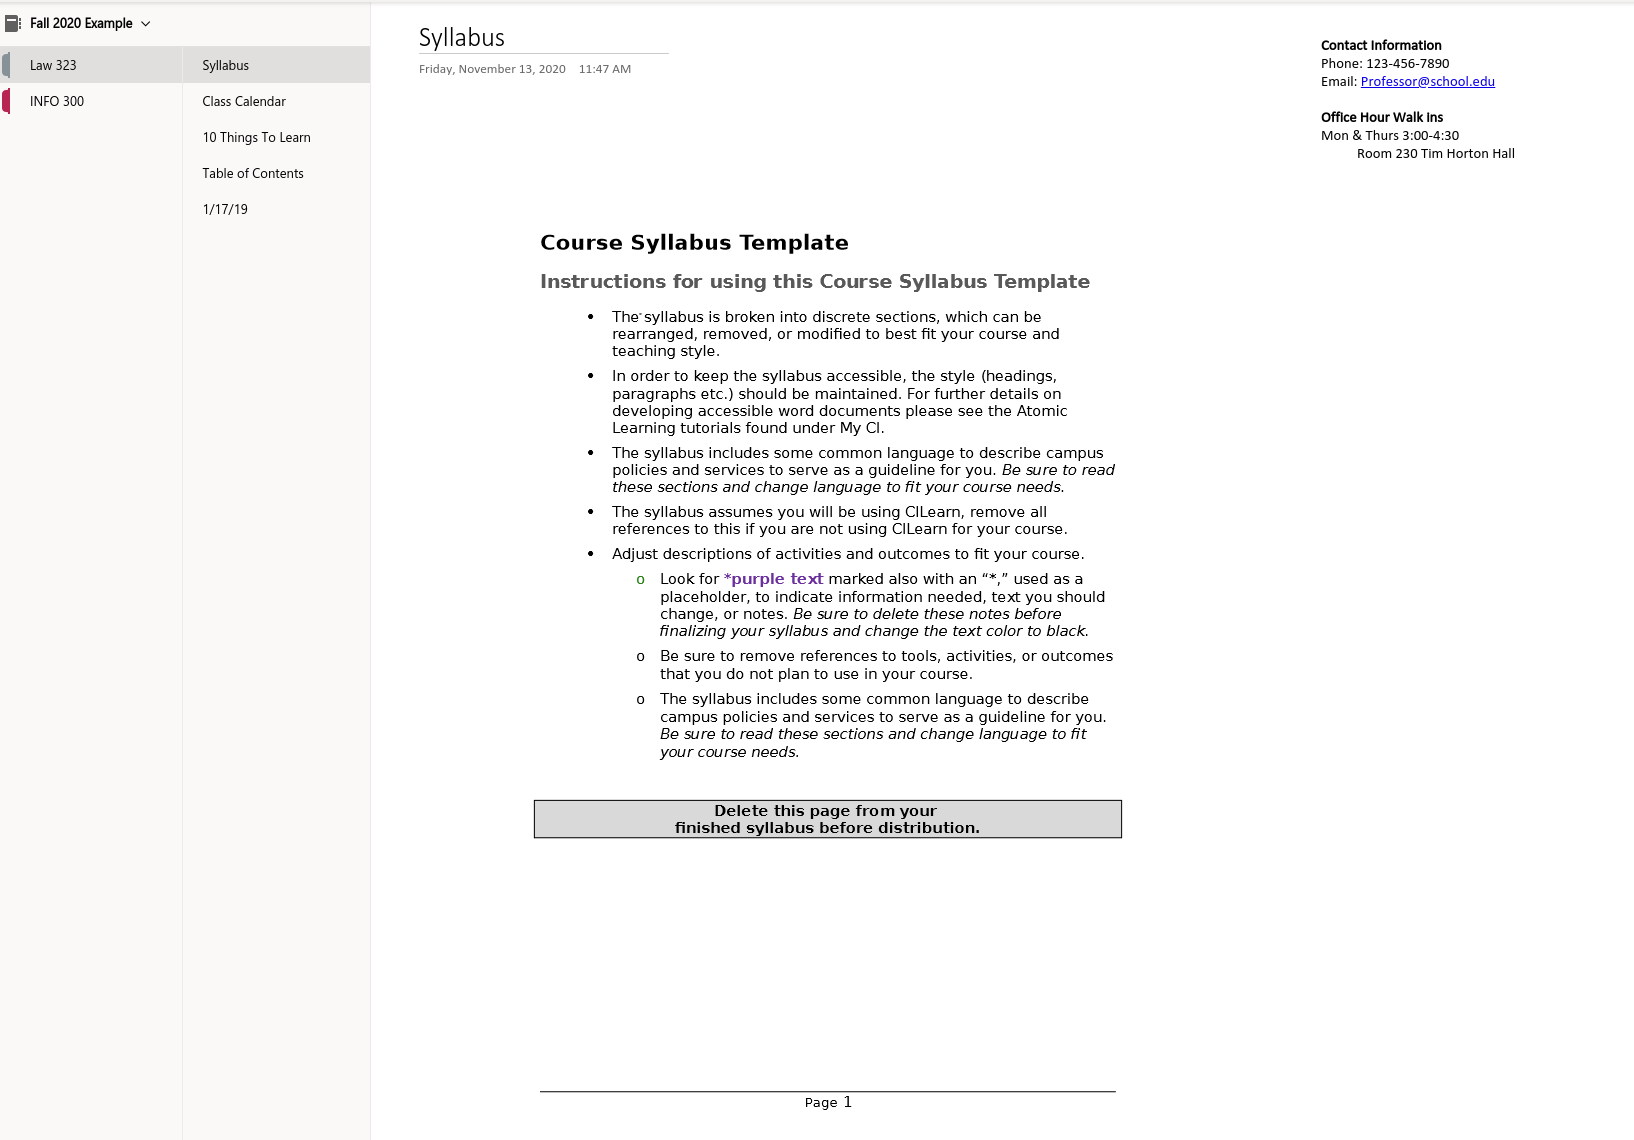 Fall 2020 Example
Law 323
INFO 300
Syllabus
Class Calendar
10 Things To Learn
Table of Contents
1/17/19
Syllabus
Friday, November 13, 2020 11:47 AM
Contact Information
Phone: 123-456-7890
Email: Professor@school.edu
Office Hour Walk Ins
Mon & Thurs 3:00-4:30
Room 230 Tim Horton Hall
Course Syllabus Template
Instructions for using this Course Syllabus Template
• The syllabus is broken into discrete sections, which can be
rearranged, removed, or modified to best fit your course and
teaching style.
• In order to keep the syllabus accessible, the style (headings,
paragraphs etc.) should be maintained. For further details on
developing accessible word documents please see the Atomic
Learning tutorials found under My CI.
• The syllabus includes some common language to describe campus
policies and services to serve as a guideline for you. Be sure to read
these sections and change language to fit your course needs.
• The syllabus assumes you will be using CILearn, remove all
references to this if you are not using CILearn for your course.
• Adjust descriptions of activities and outcomes to fit your course.
o Look for *purple text marked also with an “*,” used as a
placeholder, to indicate information needed, text you should
change, or notes. Be sure to delete these notes before
finalizing your syllabus and change the text color to black.
o Be sure to remove references to tools, activities, or outcomes
that you do not plan to use in your course.
o The syllabus includes some common language to describe
campus policies and services to serve as a guideline for you.
Be sure to read these sections and change language to fit
your course needs.
Delete this page from your
finished syllabus before distribution.
Page 1